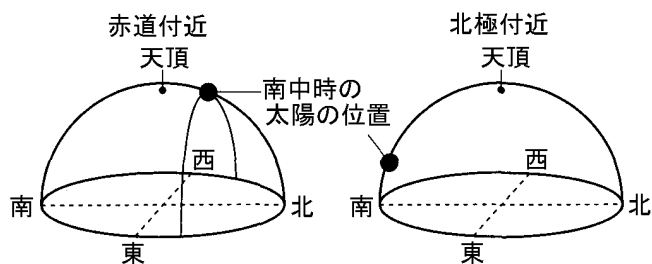 赤道付近
天頂
南中時の
太陽の位置
西
南
北
東
北極付近
天頂
西
南
北
東